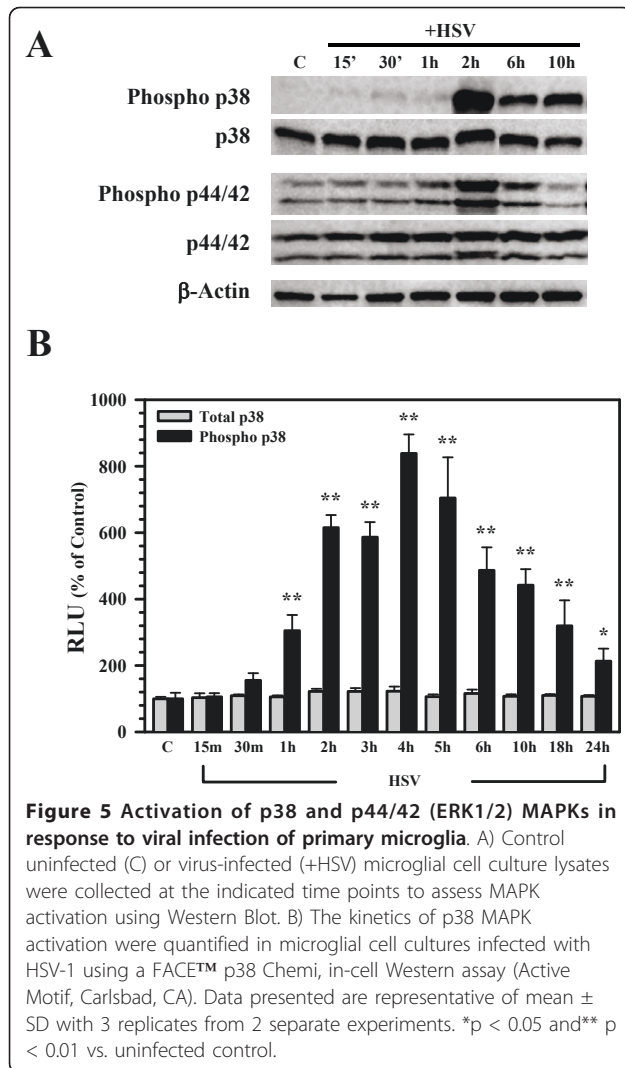 A
+HSV
C 15' 30' 1h 2h 6h 10h
Phospho p38
p38
Phospho p44/42
p44/42
β-Actin
B
1000
800
600
400
200
0
RLU (% of Control)
Total p38
Phospho p38
** ** ** ** ** ** ** ** *
C 15m 30m 1h 2h 3h 4h 5h 6h 10h 18h 24h
HSV
Figure 5 Activation of p38 and p44/42 (ERK1/2) MAPKs in
response to viral infection of primary microglia. A) Control
uninfected (C) or virus-infected (+HSV) microglial cell culture lysates
were collected at the indicated time points to assess MAPK
activation using Western Blot. B) The kinetics of p38 MAPK
activation were quantified in microglial cell cultures infected with
HSV-1 using a FACE™ p38 Chemi, in-cell Western assay (Active
Motif, Carlsbad, CA). Data presented are representative of mean ±
SD with 3 replicates from 2 separate experiments. *p < 0.05 and** p
< 0.01 vs. uninfected control.